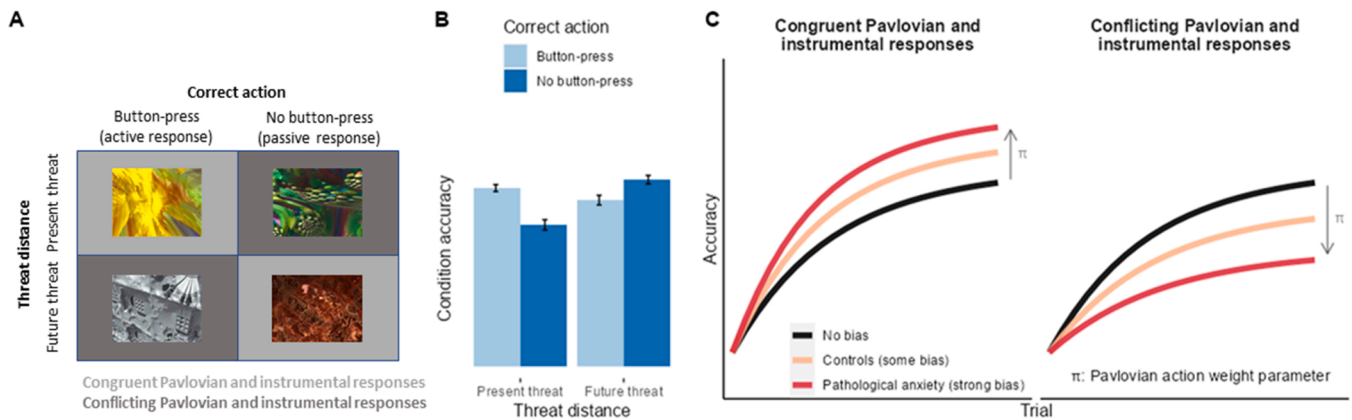 A
Correct action
Button-press
(active response)
No button-press
(passive response)
Threat distance
Present threat
Future threat
Congruent Pavlovian and instrumental responses
Conflicting Pavlovian and instrumental responses
B
Correct action
Button-press
No button-press
Condition accuracy
Present threat
Future threat
Threat distance
C
Congruent Pavlovian and
instrumental responses
Conflicting Pavlovian and
instrumental responses
Accuracy
π
π
No bias
Controls (some bias)
Pathological anxiety (strong bias)
π: Pavlovian action weight parameter
Trial